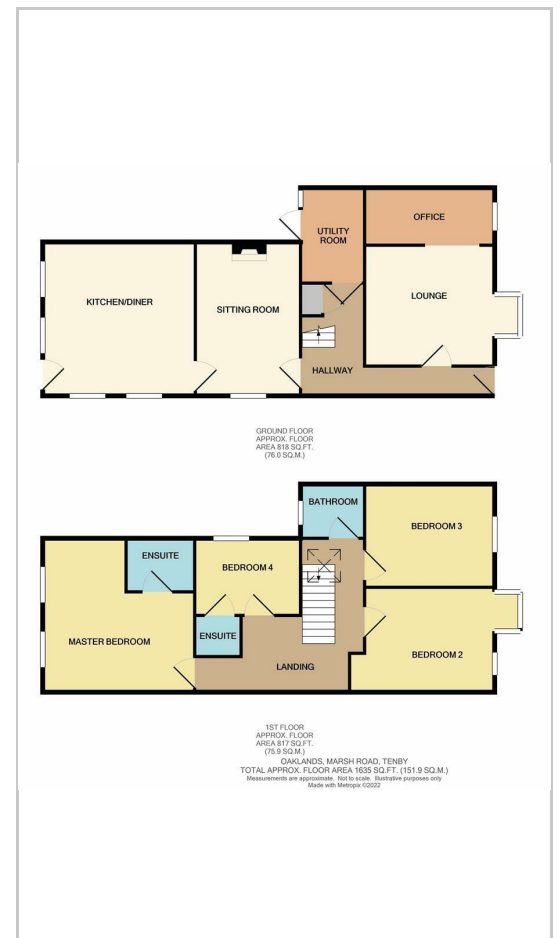 UTILITY
ROOM
OFFICE
KITCHEN/DINER
SITTING ROOM
LOUNGE
HALLWAY
GROUND FLOOR
APPROX. FLOOR
AREA 818 SQ.FT.
(76.0 SQ.M.)
BATHROOM
BEDROOM 3
ENSUITE
BEDROOM 4
ENSUITE
MASTER BEDROOM
LANDING
BEDROOM 2
1ST FLOOR
APPROX. FLOOR
AREA 817 SQ.FT.
(75.9 SQ.M.)
OAKLANDS, MARSH ROAD, TENBY
TOTAL APPROX. FLOOR AREA 1635 SQ.FT. (151.9 SQ.M.)
Measurements are approximate. Not to scale. Illustrative purposes only
Made with Metropix ©2022